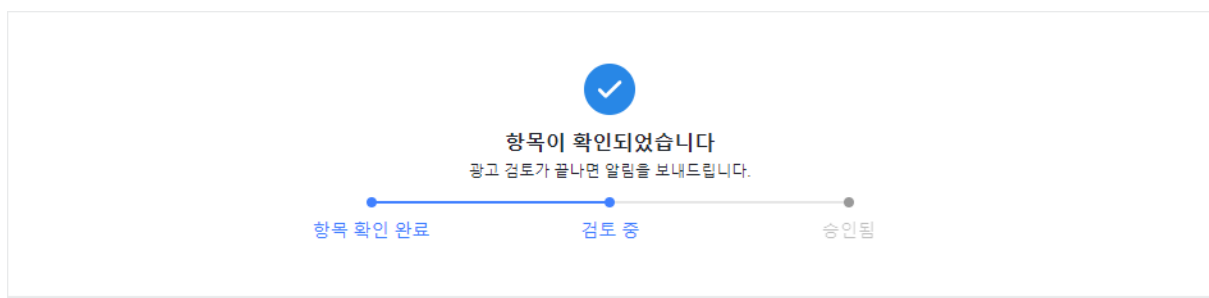 항목이 확인되었습니다
광고 검토가 끝나면 알림을 보내드립니다.
항목 확인 완료
검토 중
승인됨